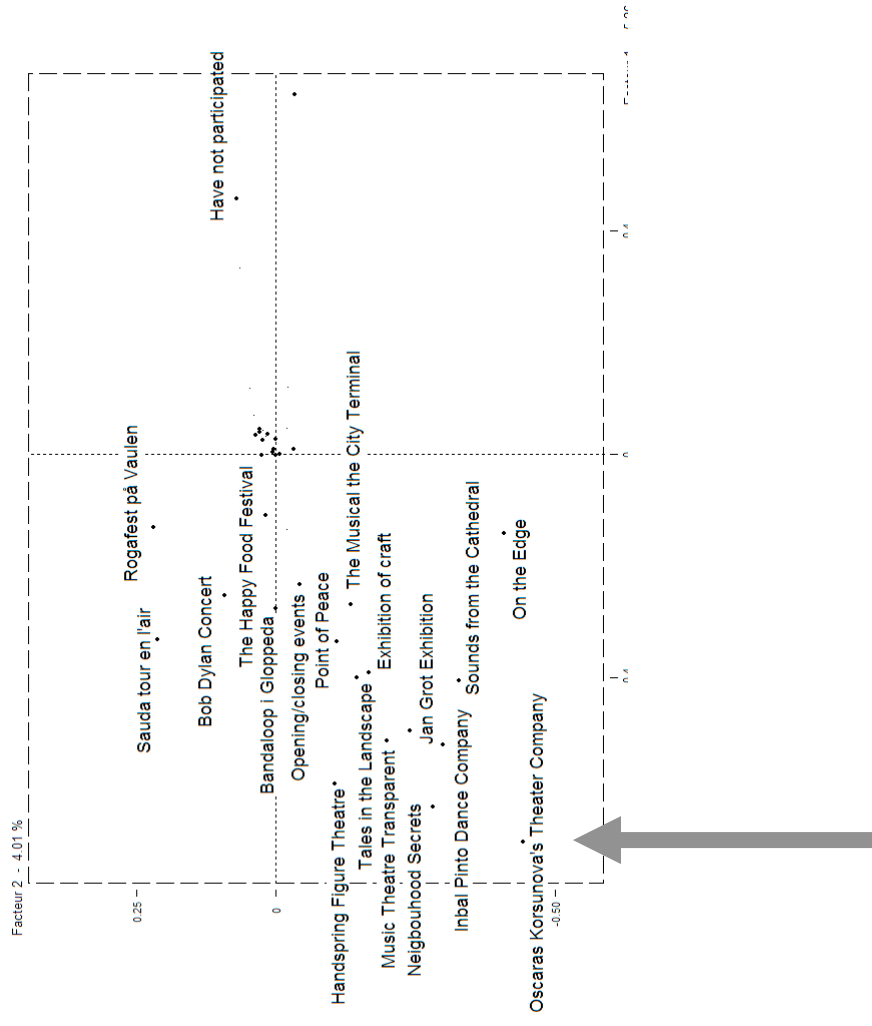 Have not participated
Rogafest på Vaulen
Sauda tour en l'air
Bob Dylan Concert
The Happy Food Festival
Bandaloop i Gloppeda
Opening/closing events
Point of Peace
The Musical the City Terminal
Exhibition of craft
Tales in the Landscape
Handspring Figure Theatre
Music Theatre Transparent
Jan Grot Exhibition
Neigbouhood Secrets
Sounds from the Cathedral
Inbal Pinto Dance Company
On the Edge
Oscaras Korsunova's Theater Company
Facteur 2 - 4.01 %
0.25
0
-0.50